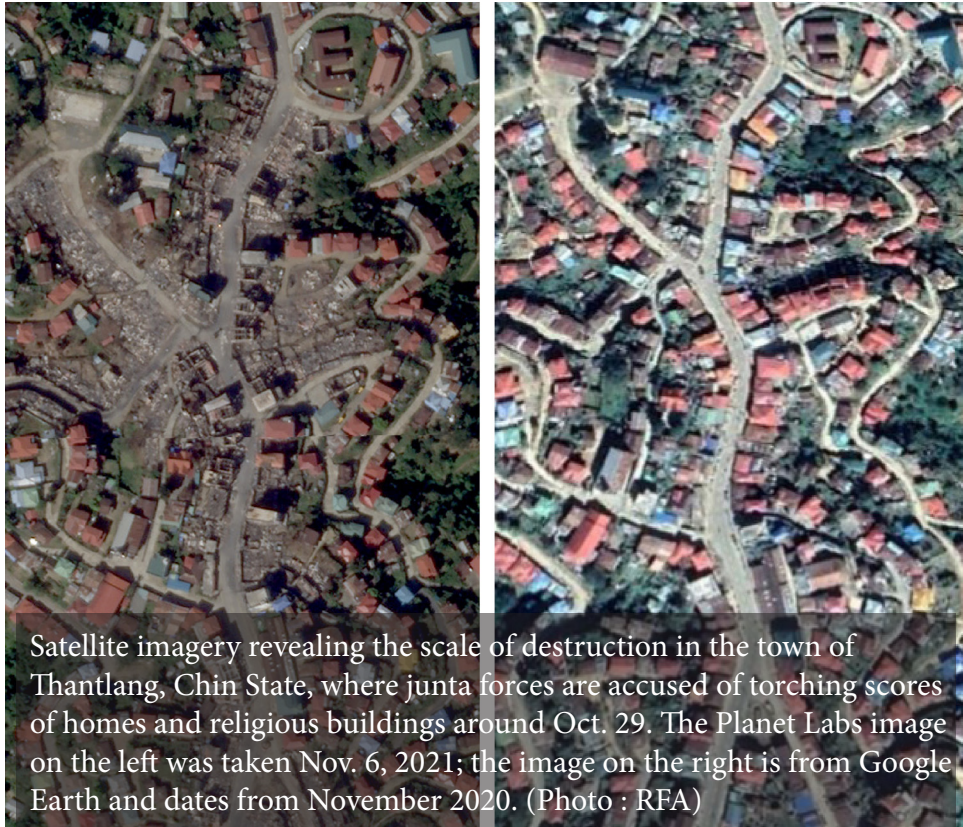 Satellite imagery revealing the scale of destruction in the town of
Thantlang, Chin State, where junta forces are accused of torching scores
of homes and religious buildings around Oct. 29. The Planet Labs image
on the left was taken Nov. 6, 2021; the image on the right is from Google
Earth and dates from November 2020. (Photo : RFA)